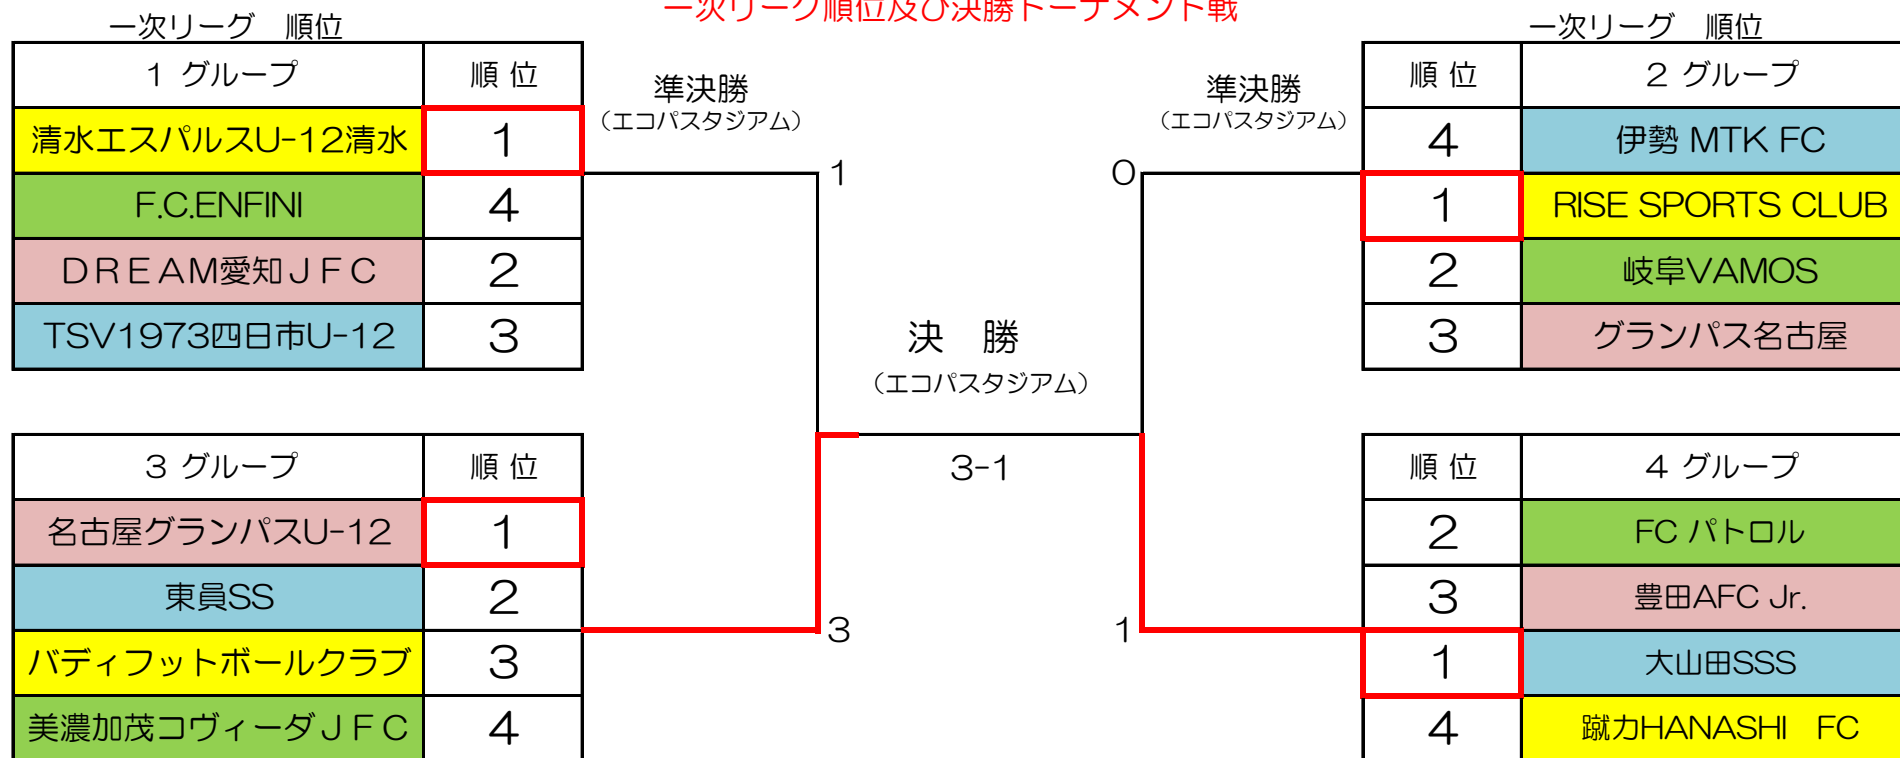 一次リーグ順位及び決勝トーナメント戦
一次リーグ　順位
一次リーグ　順位
1 グループ 順 位
清水エスパルスU-12清水 1
F.C.ENFINI 4
ＤＲＥＡＭ愛知ＪＦＣ 2
TSV1973四日市U-12 3
準決勝
（エコパスタジアム）
1
準決勝
（エコパスタジアム）
0
順 位 2 グループ
4 伊勢 MTK FC
1 RISE SPORTS CLUB
2 岐阜VAMOS
3 グランパス名古屋
決　勝
（エコパスタジアム）
3-1
3 グループ 順 位
名古屋グランパスU-12 1
東員SS 2
バディフットボールクラブ 3
美濃加茂コヴィーダＪＦＣ 4
3
1
順 位 4 グループ
2 FC パトロール
3 豊田AFC Jr.
1 大山田SSS
4 蹴力HANASHI　FC